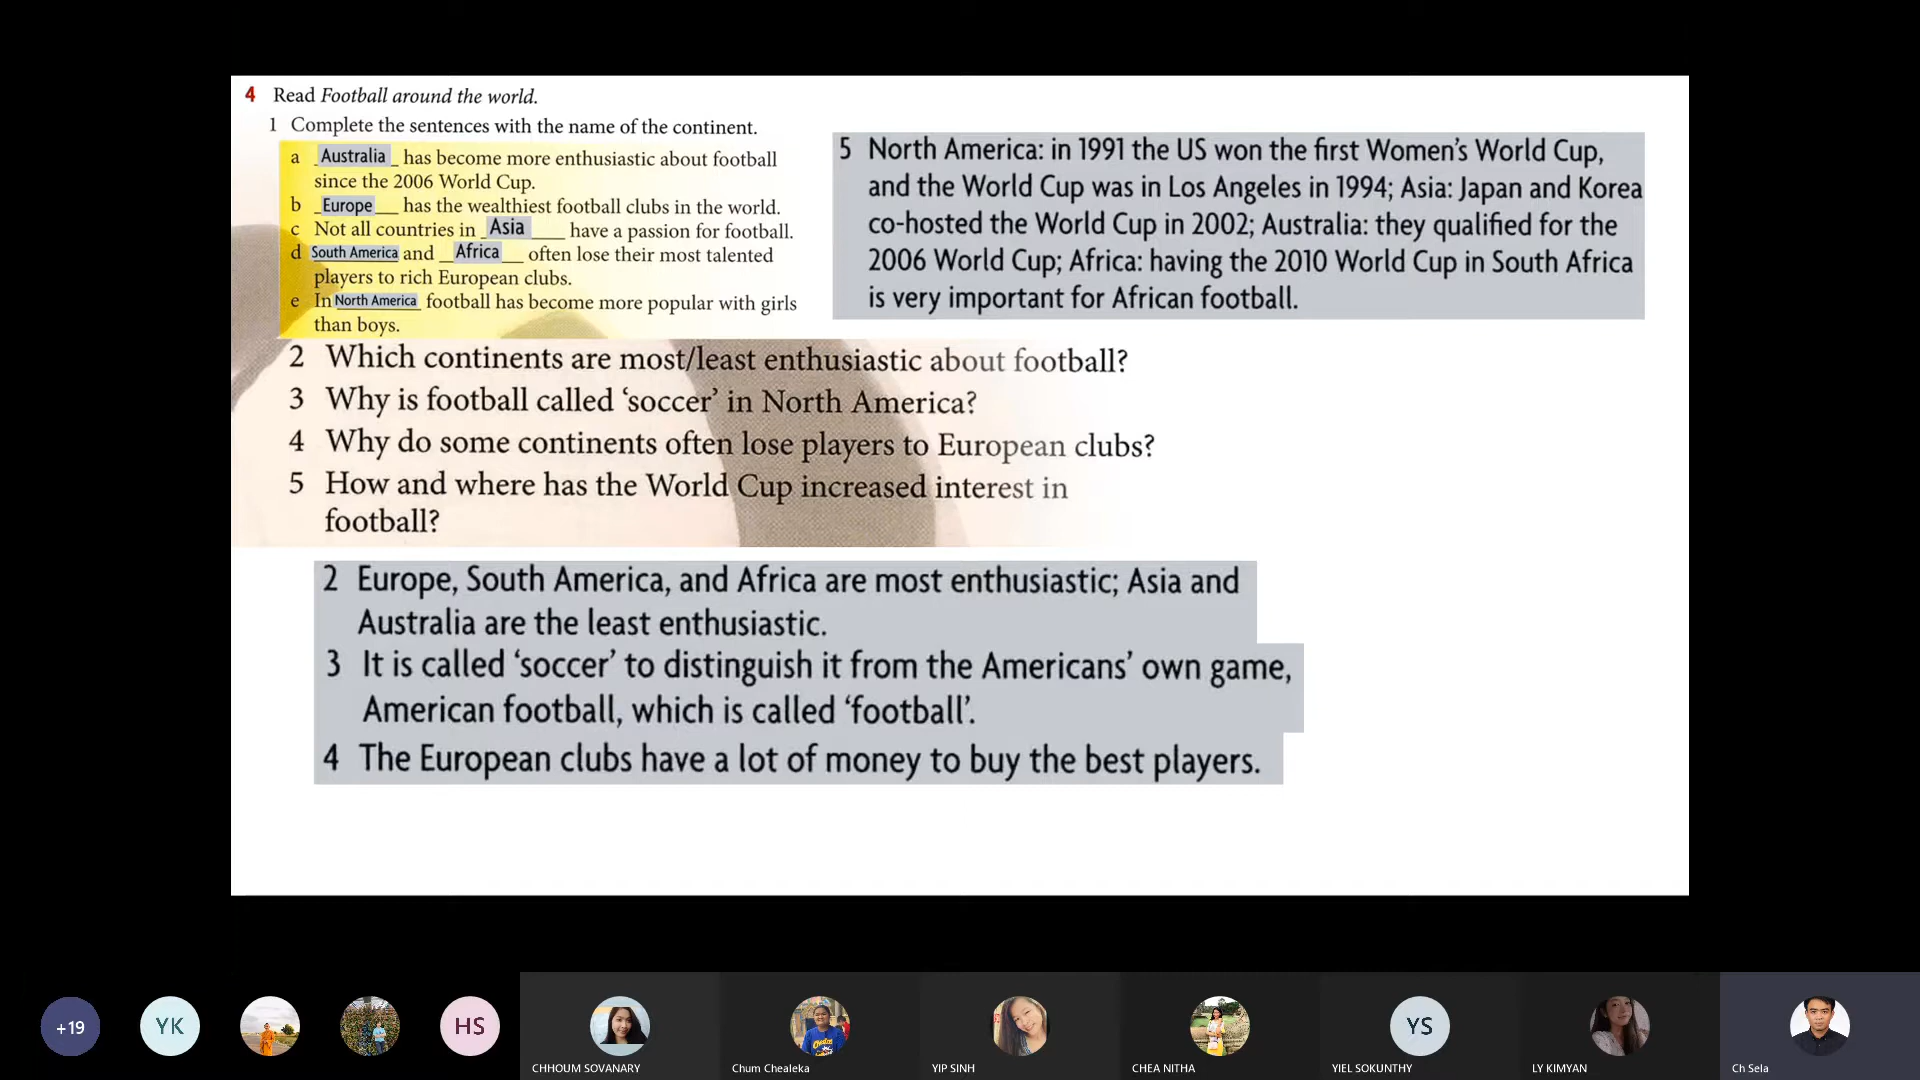 4 Read Football around the world.
1 Complete the sentences with the name of the continent.
a _Australia_ has become more enthusiastic about football
since the 2006 World Cup.
b _Europe___ has the wealthiest football clubs in the world.
c Not all countries in _Asia____ have a passion for football.
d South America and _Africa__ often lose their most talented
players to rich European clubs.
e In North America football has become more popular with girls
than boys.
5 North America: in 1991 the US won the first Women's World Cup,
and the World Cup was in Los Angeles in 1994; Asia: Japan and Korea
co-hosted the World Cup in 2002; Australia: they qualified for the
2006 World Cup; Africa: having the 2010 World Cup in South Africa
is very important for African football.
2 Which continents are most/least enthusiastic about football?
3 Why is football called ‘soccer’ in North America?
4 Why do some continents often lose players to European clubs?
5 How and where has the World Cup increased interest in
football?
2 Europe, South America, and Africa are most enthusiastic; Asia and
Australia are the least enthusiastic.
3 It is called ‘soccer’ to distinguish it from the Americans’ own game,
American football, which is called ‘football’.
4 The European clubs have a lot of money to buy the best players.
+19
YK
HS
YS
CHHOUM SOVANARY
Chum Chealeka
YIP SINH
CHEA NITHA
YIEL SOKUNTHY
LY KIMYAN
Ch Sela